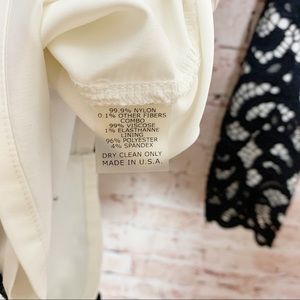 99.9% NYLON
0.1% OTHER FIBERS
COMBO
99% VISCOSE
1% ELASTHANNE
LINING
96% POLYESTER
4% SPANDEX
DRY CLEAN ONLY
MADE IN U.S.A.